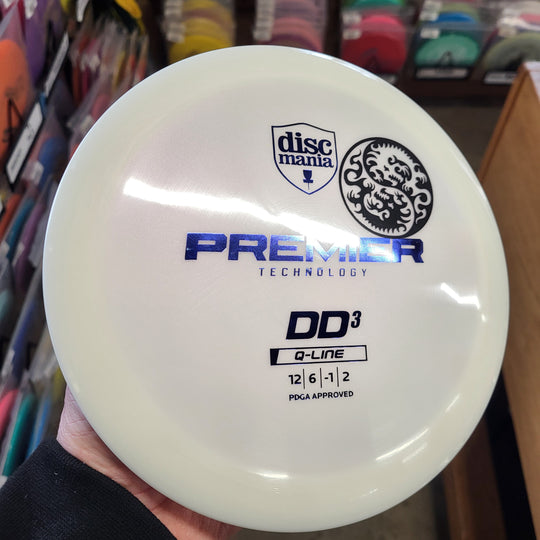 disc
mania
PREMIER
TECHNOLOGY
DD³
Q-LINE
12|6|-1|2
PDGA APPROVED